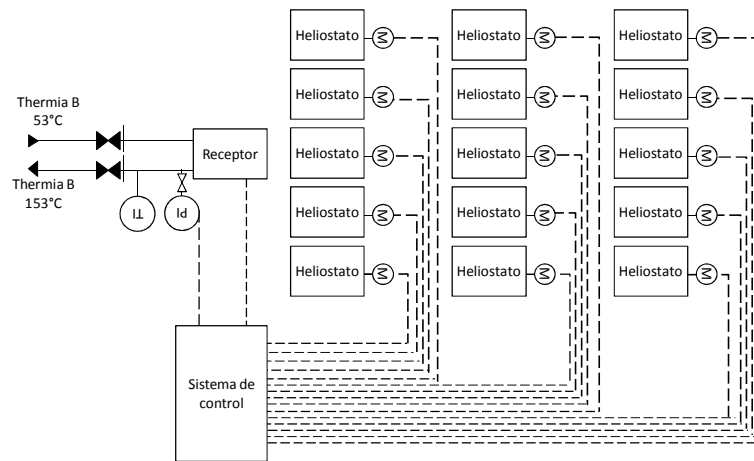 Heliostato M Heliostato M Heliostato M
Thermia B
53°C
Heliostato M Heliostato M Heliostato M
Receptor
Heliostato M Heliostato M Heliostato M
Thermia B
153°C
TI PI
Heliostato M Heliostato M Heliostato M
Heliostato M Heliostato M Heliostato M
Sistema de
control